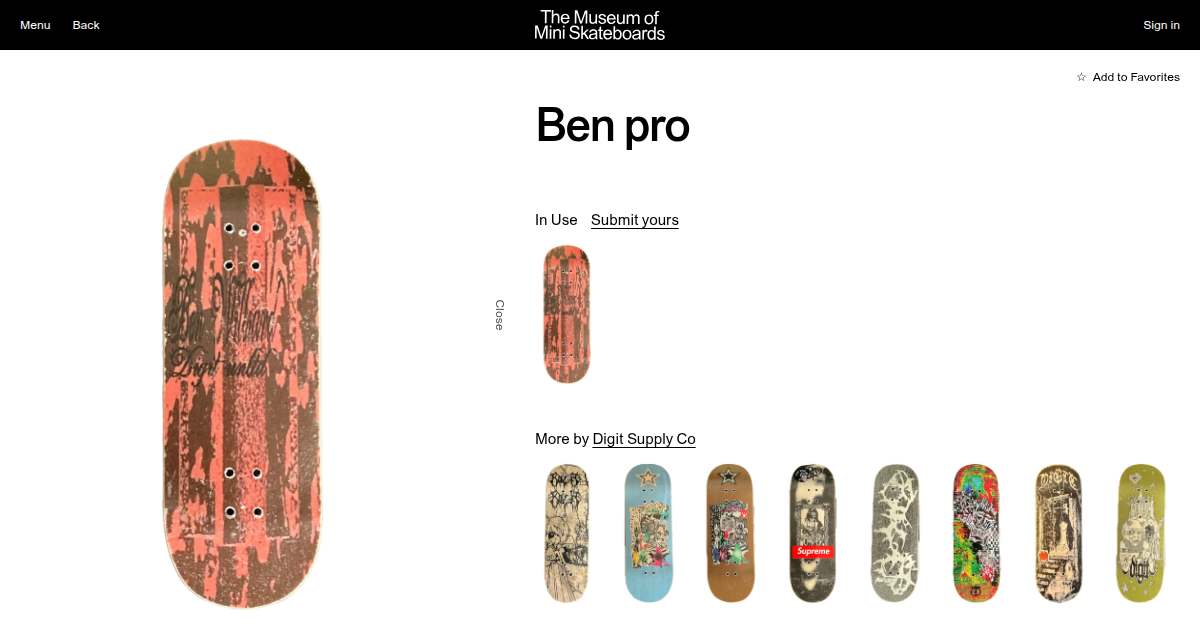 Menu
Back
The Museum of
Mini Skateboards
Sign in
☆ Add to Favorites
Ben pro
In Use
Submit yours
Close
More by Digit Supply Co
Supreme